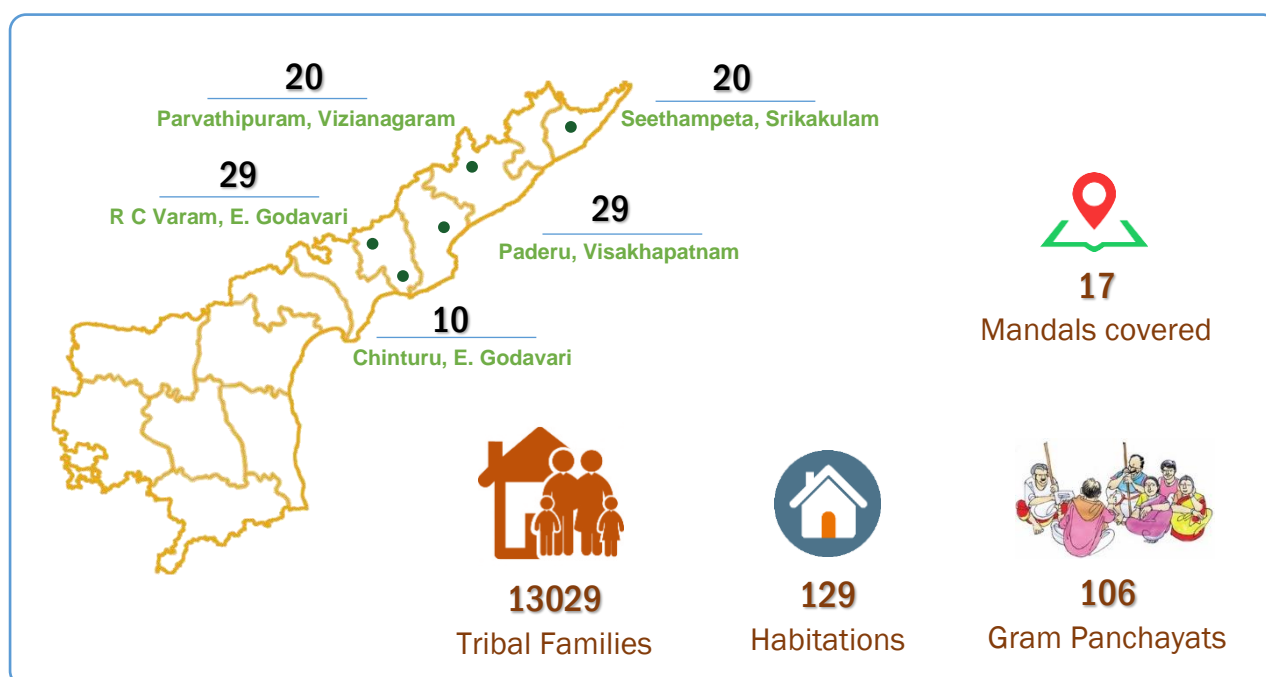 20
Parvathipuram, Vizianagaram
20
Seethampeta, Srikakulam
29
R C Varam, E. Godavari
29
Paderu, Visakhapatnam
10
Chinturu, E. Godavari
17
Mandals covered
13029
Tribal Families
129
Habitations
106
Gram Panchayats